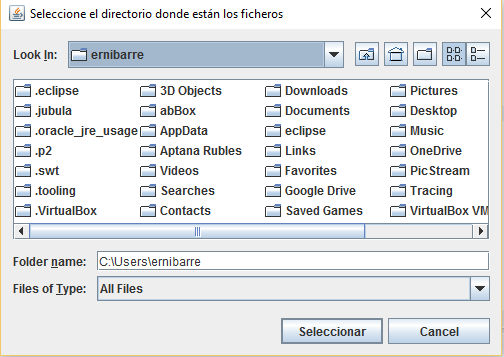 Seleccione el directorio donde están los ficheros
Look In: ernibarre
.eclipse 3D Objects Downloads Pictures
.jubula abBox Documents Desktop
.oracle_jre_usage AppData eclipse Music
.p2 Aptana Rubles Links OneDrive
.swt Videos Favorites PicStream
.tooling Searches Google Drive Tracing
.VirtualBox Contacts Saved Games VirtualBox VM
Folder name: C:\Users\ernibarre
Files of Type: All Files
Seleccionar Cancel